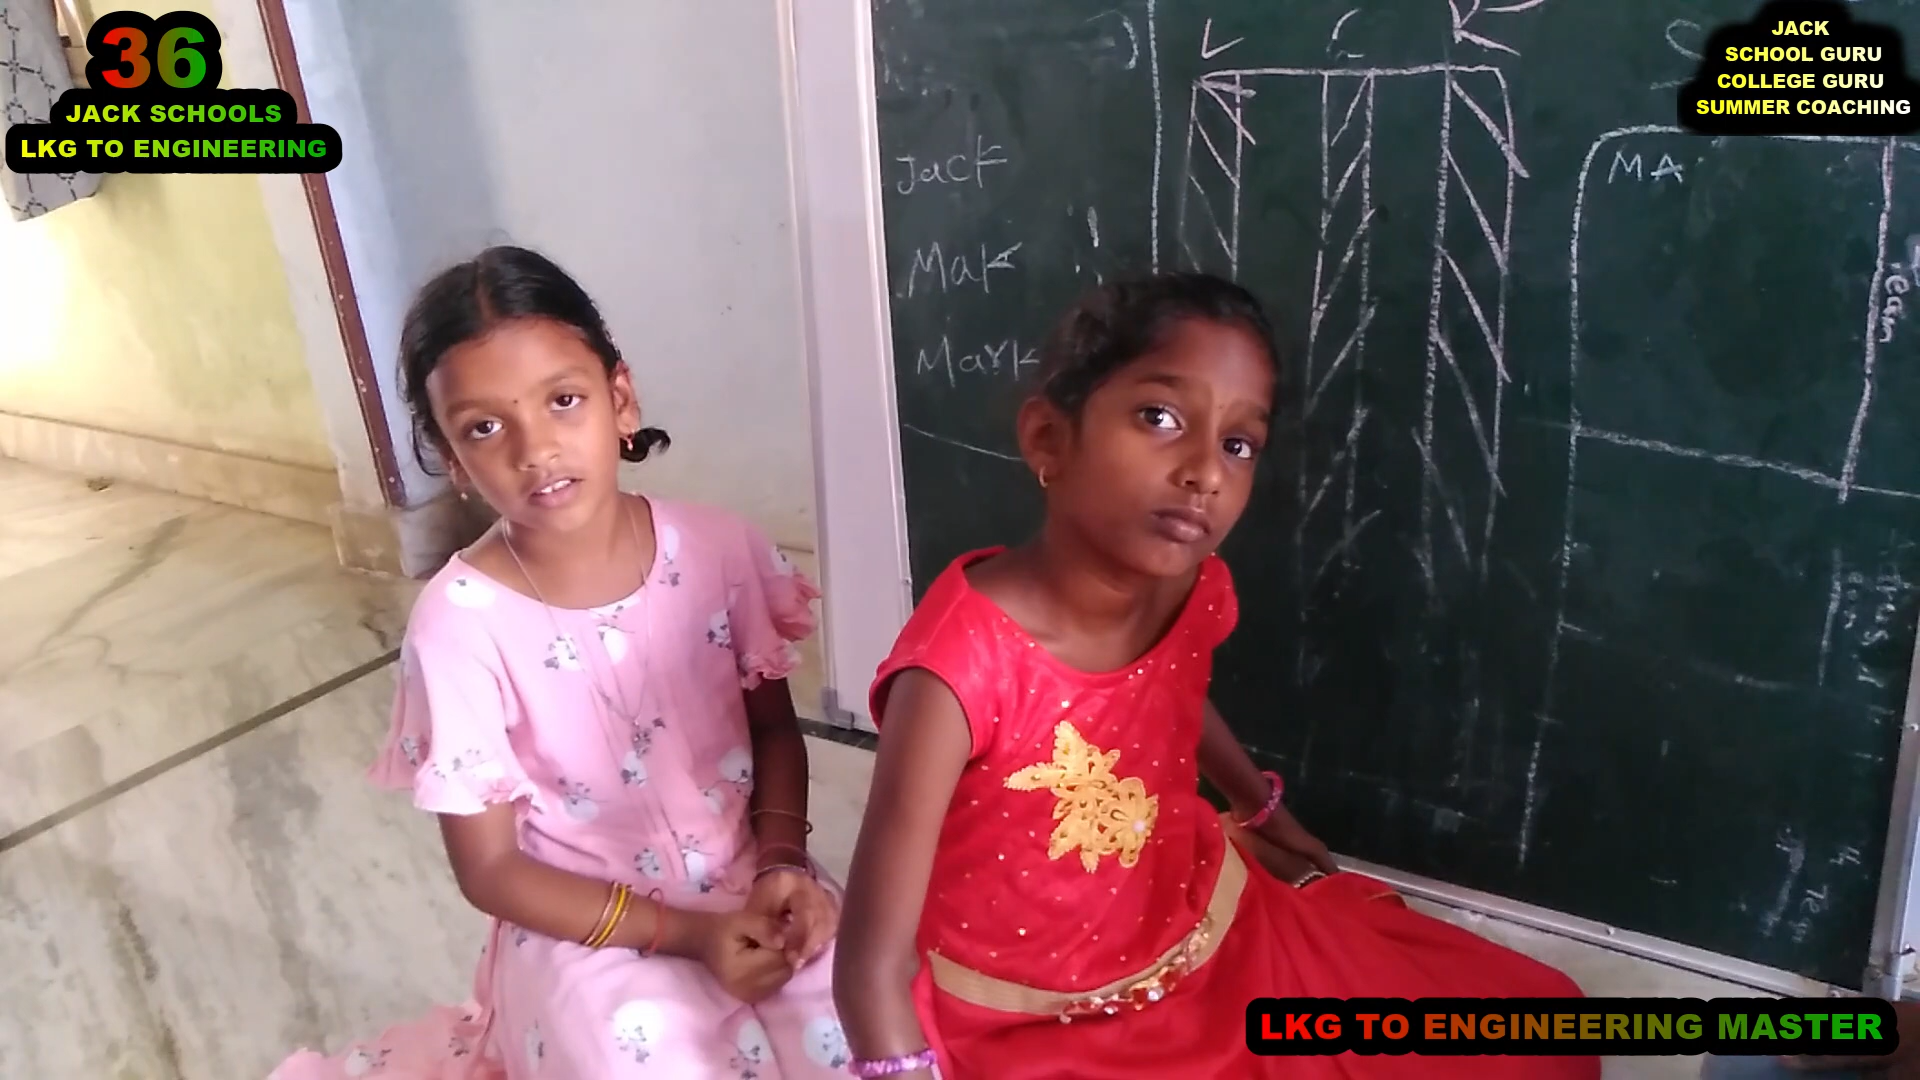 36
JACK SCHOOLS
LKG TO ENGINEERING
JACK
SCHOOL GURU
COLLEGE GURU
SUMMER COACHING
L C R
Jack
Mak
Mark
MA
LKG TO ENGINEERING MASTER